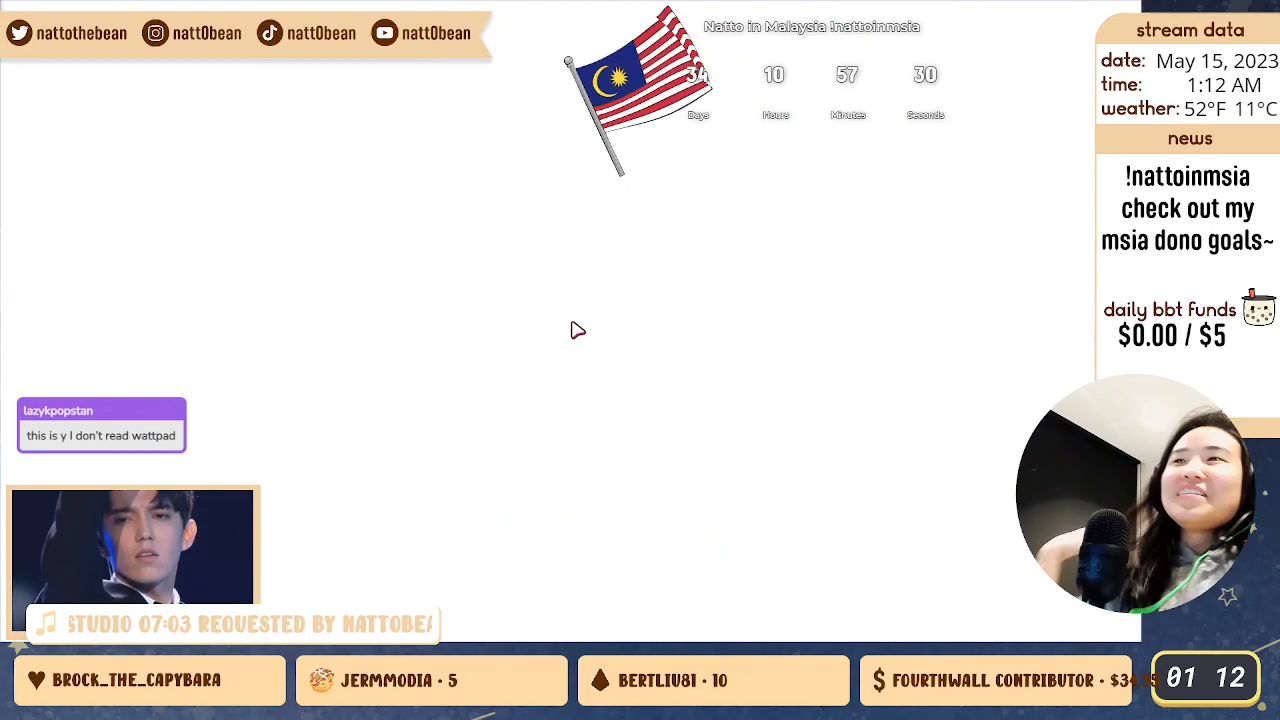 nattothebean
natt0bean
natt0bean
natt0bean
Natto in Malaysia !nattoinmsia
34 10 57 30
Days Hours Minutes Seconds
stream data
date: May 15, 2023
time: 1:12 AM
weather: 52°F 11°C
news
!nattoinmsia
check out my
msia dono goals~
daily bbt funds
$0.00 / $5
lazykpopstan
this is y I don't read wattpad
STUDIO 07:03 REQUESTED BY NATTOBEA
BROCK_THE_CAPYBARA
JERMMODIA · 5
BERTLIU81 · 10
$ FOURTHWALL CONTRIBUTOR
01 12